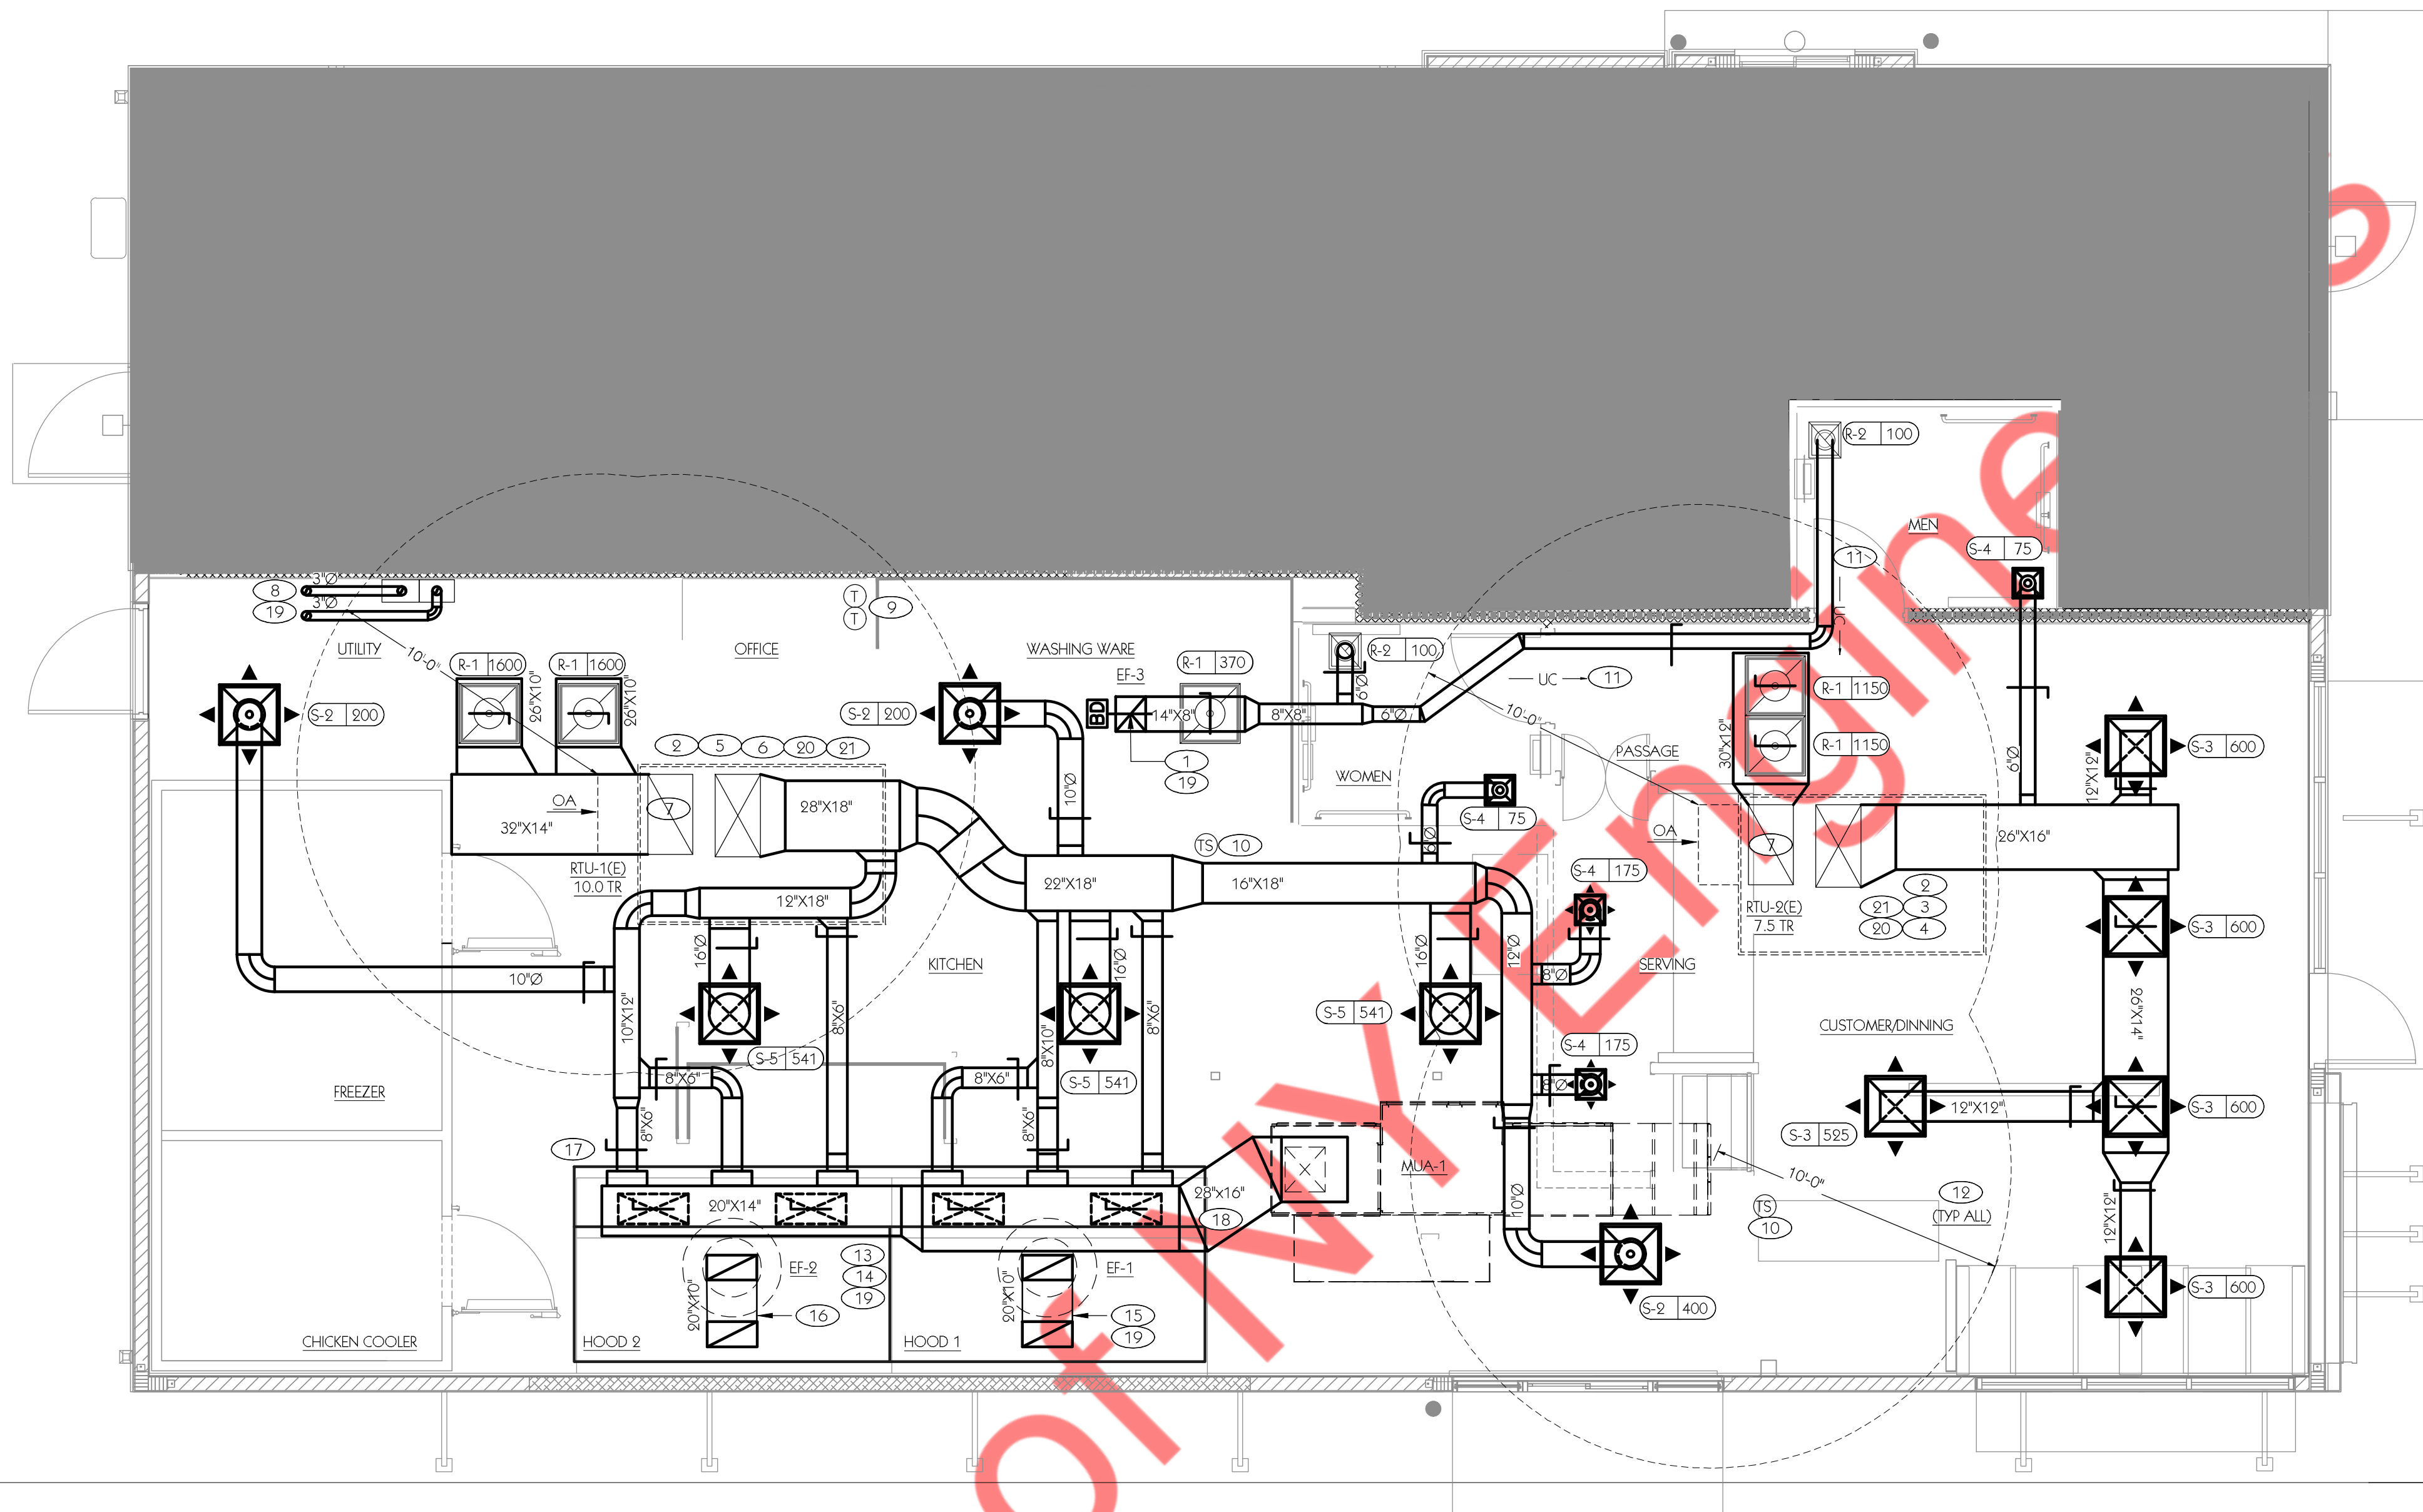 R-2 100
MEN
S-4 75
11
UC
8
19
3"Ø
3"Ø
T
T
9
10'-0"
UTILITY
OFFICE
WASHING WARE
EF-3
R-1 1600
R-1 1600
26"X10"
26"X10"
R-1 370
R-2 100
6"Ø
UC
11
R-1 1150
R-1 1150
30"X12"
S-2 200
S-2 200
BD
14"X8"
8"X8"
6"Ø
10'-0"
2 5 6 20 21
1
19
WOMEN
PASSAGE
6"Ø
12"X12"
S-3 600
OA
32"X14"
7
28"X18"
10"Ø
S-4 75
6"Ø
OA
7
26"X16"
RTU-1(E)
10.0 TR
TS 10
22"X18"
16"X18"
12"X18"
S-4 175
RTU-2(E)
7.5 TR
2
21 3
20 4
S-3 600
16"Ø
KITCHEN
16"Ø
16"Ø
12"Ø
8"Ø
SERVING
10"Ø
10"X12"
8"X6"
8"X10"
8"X6"
S-5 541
S-5 541
S-5 541
S-4 175
8"Ø
CUSTOMER/DINNING
26"X14"
FREEZER
8"X6"
8"X6"
S-3 525
12"X12"
S-3 600
8"X6"
8"X6"
17
MUA-1
10'-0"
20"X14"
28"x16"
18
10"Ø
TS
10
12
(TYP ALL)
12"X12"
EF-2
13
14
19
EF-1
20"X10"
16
20"X10"
15
19
S-2 400
S-3 600
CHICKEN COOLER
HOOD 2
HOOD 1
of NY Engine
s